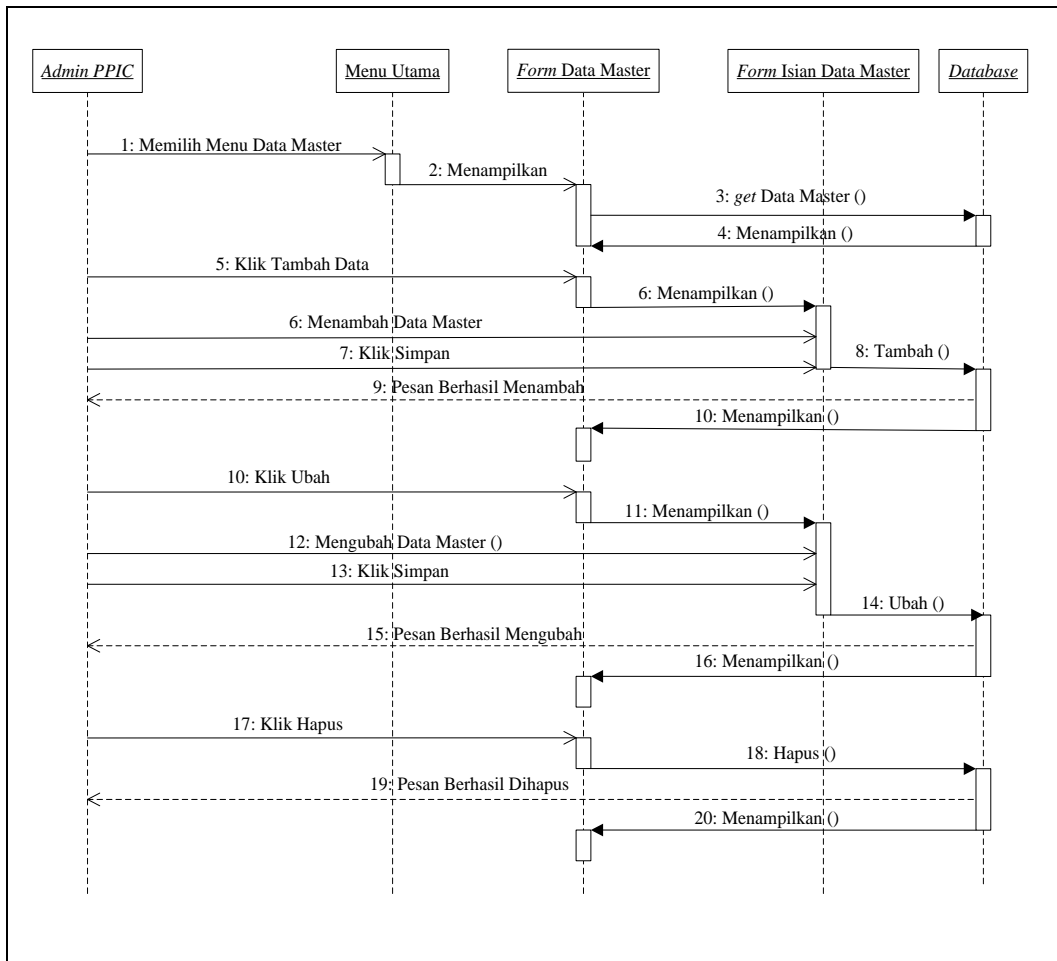 Admin PPIC
Menu Utama
Form Data Master
Form Isian Data Master
Database
1: Memilih Menu Data Master
2: Menampilkan
3: get Data Master ()
4: Menampilkan ()
5: Klik Tambah Data
6: Menampilkan ()
6: Menambah Data Master
7: Klik Simpan
8: Tambah ()
9: Pesan Berhasil Menambah
10: Menampilkan ()
10: Klik Ubah
11: Menampilkan ()
12: Mengubah Data Master ()
13: Klik Simpan
14: Ubah ()
15: Pesan Berhasil Mengubah
16: Menampilkan ()
17: Klik Hapus
18: Hapus ()
19: Pesan Berhasil Dihapus
20: Menampilkan ()